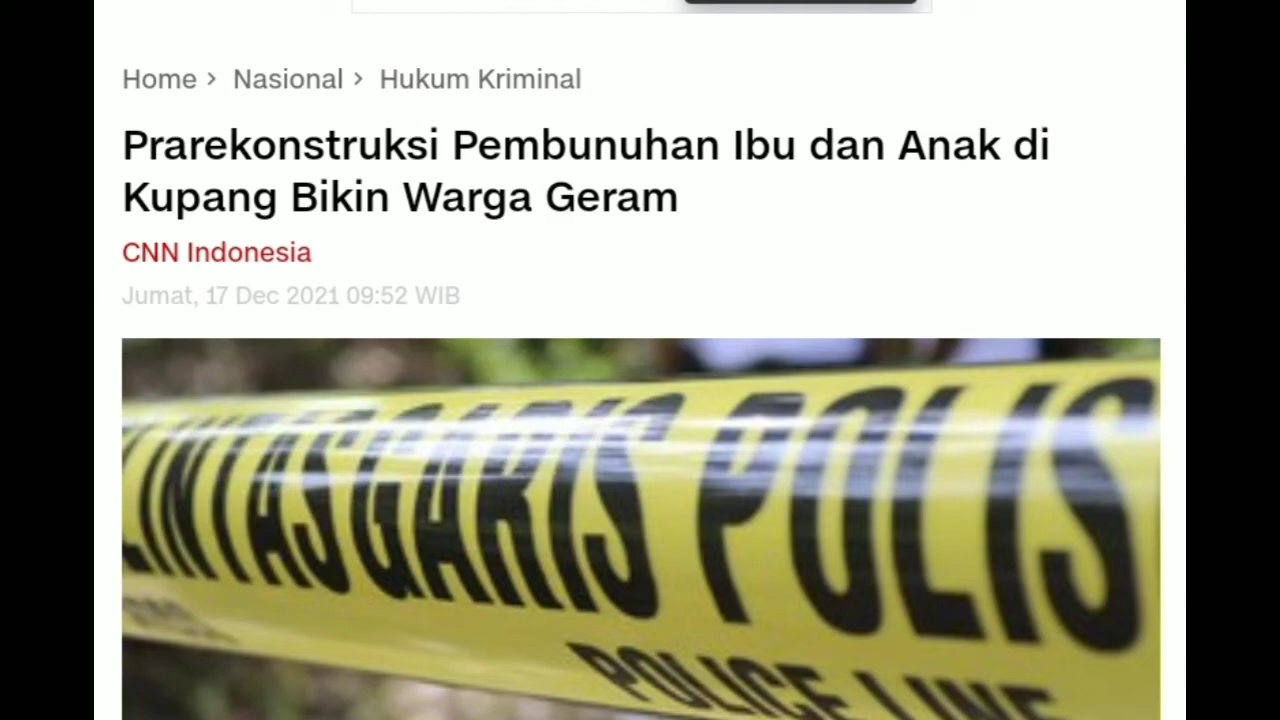 Home > Nasional > Hukum Kriminal
Prarekonstruksi Pembunuhan Ibu dan Anak di
Kupang Bikin Warga Geram
CNN Indonesia
Jumat, 17 Dec 2021 09:52 WIB
LINTAS GARIS POLIS
POLICE LINE